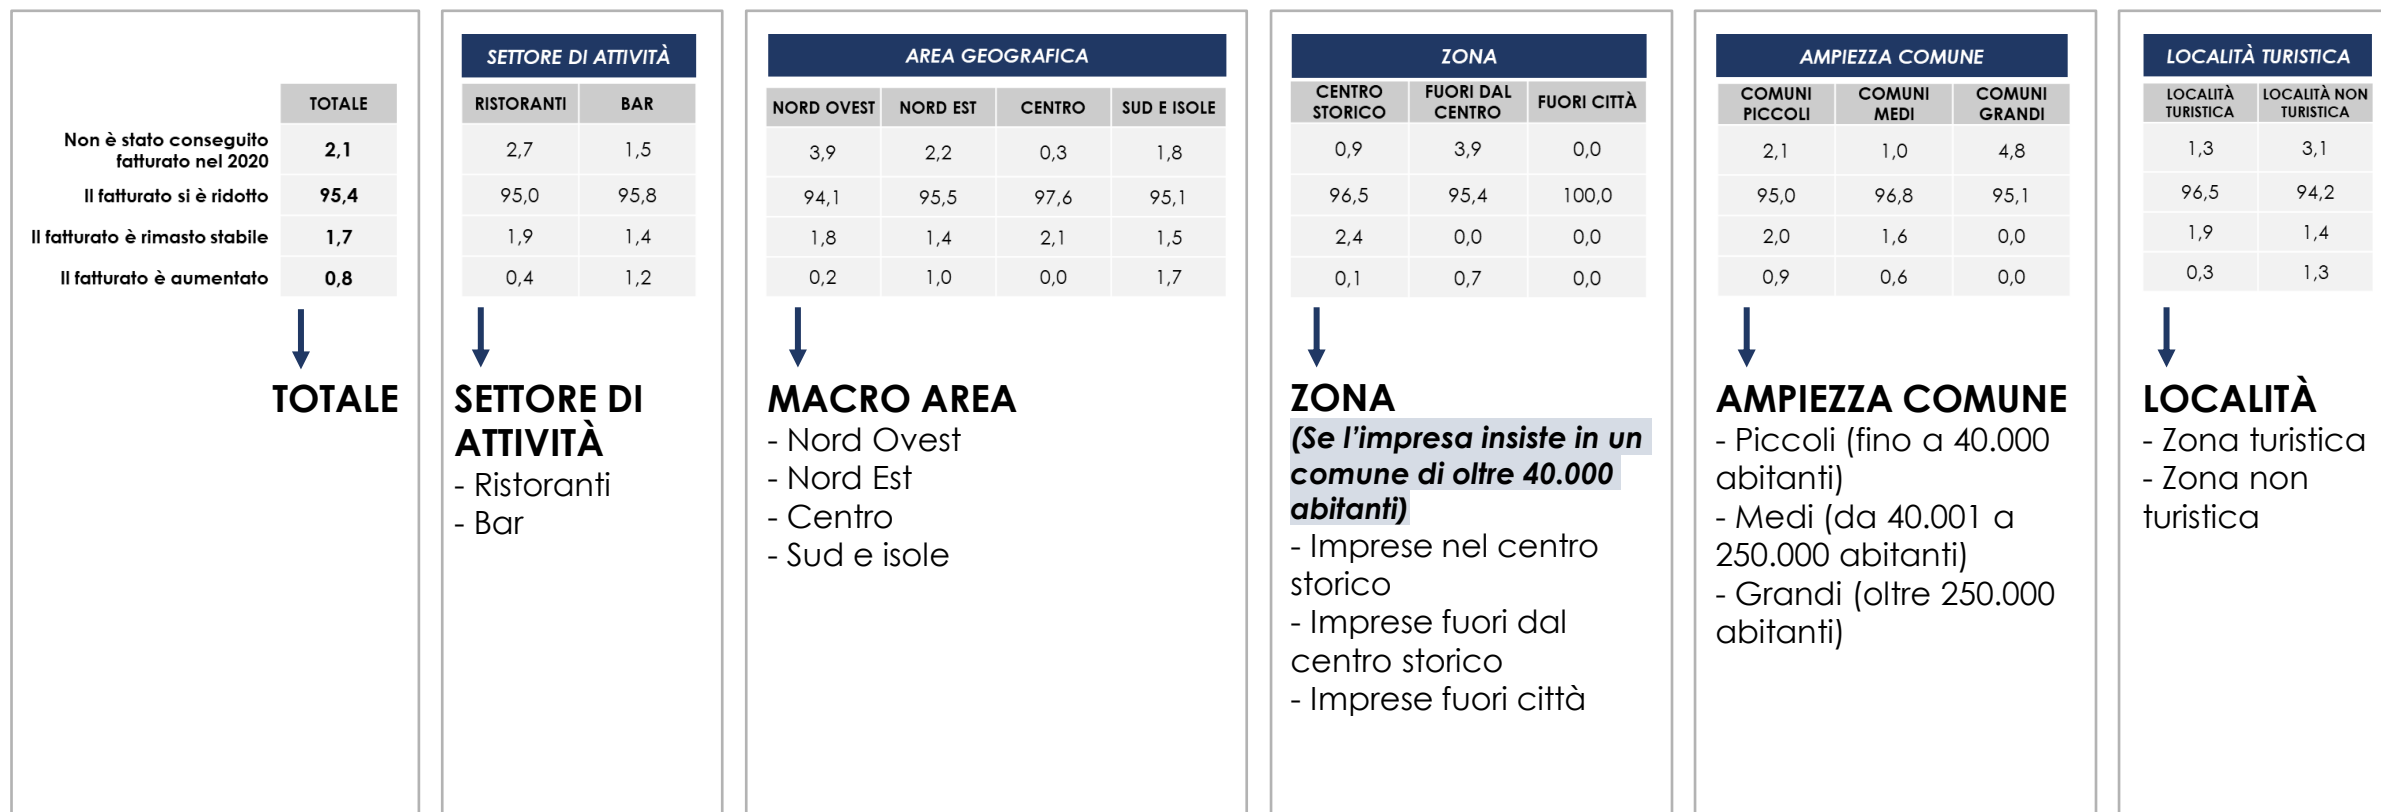 SETTORE DI ATTIVITÀ
AREA GEOGRAFICA
ZONA
AMPIEZZA COMUNE
LOCALITÀ TURISTICA
TOTALE
RISTORANTI BAR
NORD OVEST NORD EST CENTRO SUD E ISOLE
CENTRO STORICO FUORI DAL CENTRO FUORI CITTÀ
COMUNI PICCOLI COMUNI MEDI COMUNI GRANDI
LOCALITÀ TURISTICA LOCALITÀ NON TURISTICA
Non è stato conseguito fatturato nel 2020 2,1 2,7 1,5 3,9 2,2 0,3 1,8 0,9 3,9 0,0 2,1 1,0 4,8 1,3 3,1
Il fatturato si è ridotto 95,4 95,0 95,8 94,1 95,5 97,6 95,1 96,5 95,4 100,0 95,0 96,8 95,1 96,5 94,2
Il fatturato è rimasto stabile 1,7 1,9 1,4 1,8 1,4 2,1 1,5 2,4 0,0 0,0 2,0 1,6 0,0 1,9 1,4
Il fatturato è aumentato 0,8 0,4 1,2 0,2 1,0 0,0 1,7 0,1 0,7 0,0 0,9 0,6 0,0 0,3 1,3
TOTALE
SETTORE DI
ATTIVITÀ
- Ristoranti
- Bar
MACRO AREA
- Nord Ovest
- Nord Est
- Centro
- Sud e isole
ZONA
(Se l'impresa insiste in un
comune di oltre 40.000
abitanti)
- Imprese nel centro
storico
- Imprese fuori dal
centro storico
- Imprese fuori città
AMPIEZZA COMUNE
- Piccoli (fino a 40.000
abitanti)
- Medi (da 40.001 a
250.000 abitanti)
- Grandi (oltre 250.000
abitanti)
LOCALITÀ
- Zona turistica
- Zona non
turistica